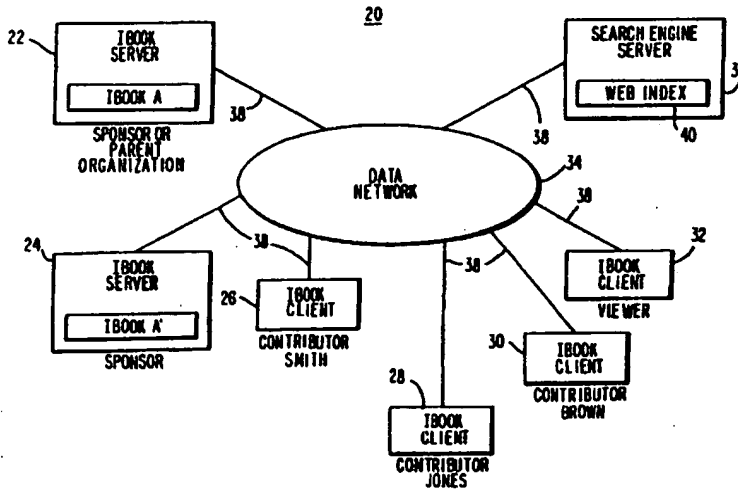 20
22
IBOOK
SERVER
IBOOK A
SPONSOR OR
PARENT
ORGANIZATION
38
SEARCH ENGINE
SERVER
WEB INDEX
40
38
DATA
NETWORK
34
38
24
IBOOK
SERVER
IBOOK A'
SPONSOR
38
26
IBOOK
CLIENT
CONTRIBUTOR
SMITH
38
32
IBOOK
CLIENT
VIEWER
30
IBOOK
CLIENT
CONTRIBUTOR
BROWN
28
IBOOK
CLIENT
CONTRIBUTOR
JONES